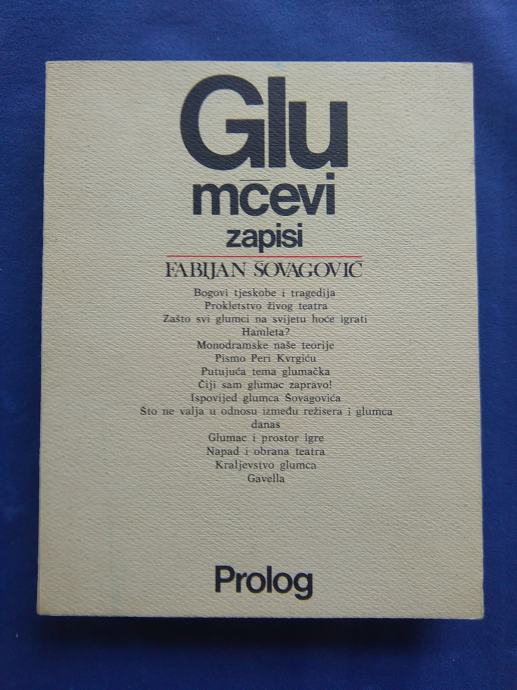 Glu
mčevi
zapisi
FABIJAN ŠOVAGOVIĆ
Bogovi tjeskobe i tragedija
Prokletstvo živog teatra
Zašto svi glumci na svijetu hoće igrati
Hamleta?
Monodramske naše teorije
Pismo Peri Kvrgiću
Putujuća tema glumačka
Čiji sam glumac zapravo!
Ispovijed glumca Šovagovića
Što ne valja u odnosu između režisera i glumca
danas
Glumac i prostor igre
Napad i obrana teatra
Kraljevstvo glumca
Gavella
Prolog